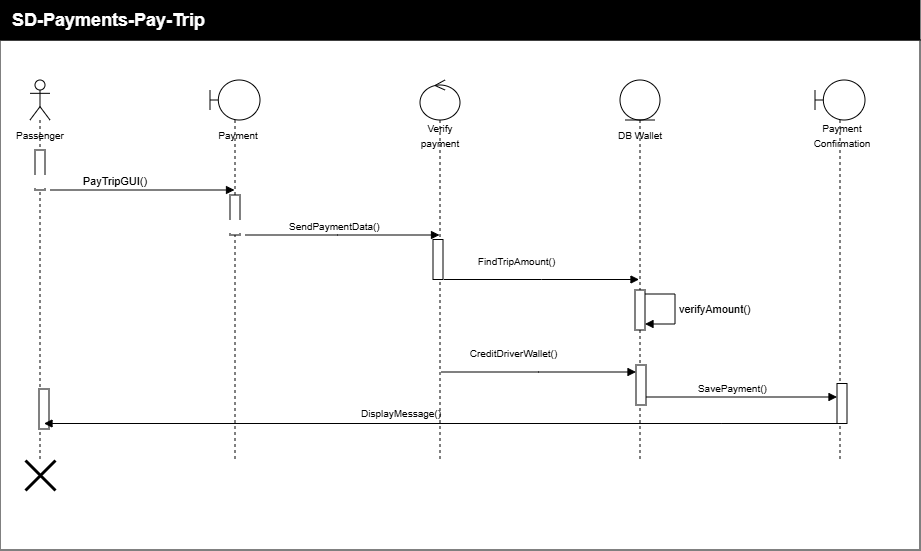 SD-Payments-Pay-Trip
Passenger
Payment
Verify
payment
DB Wallet
Payment
Confirmation
PayTripGUI()
SendPaymentData()
FindTripAmount()
verifyAmount()
CreditDriverWallet()
SavePayment()
DisplayMessage()